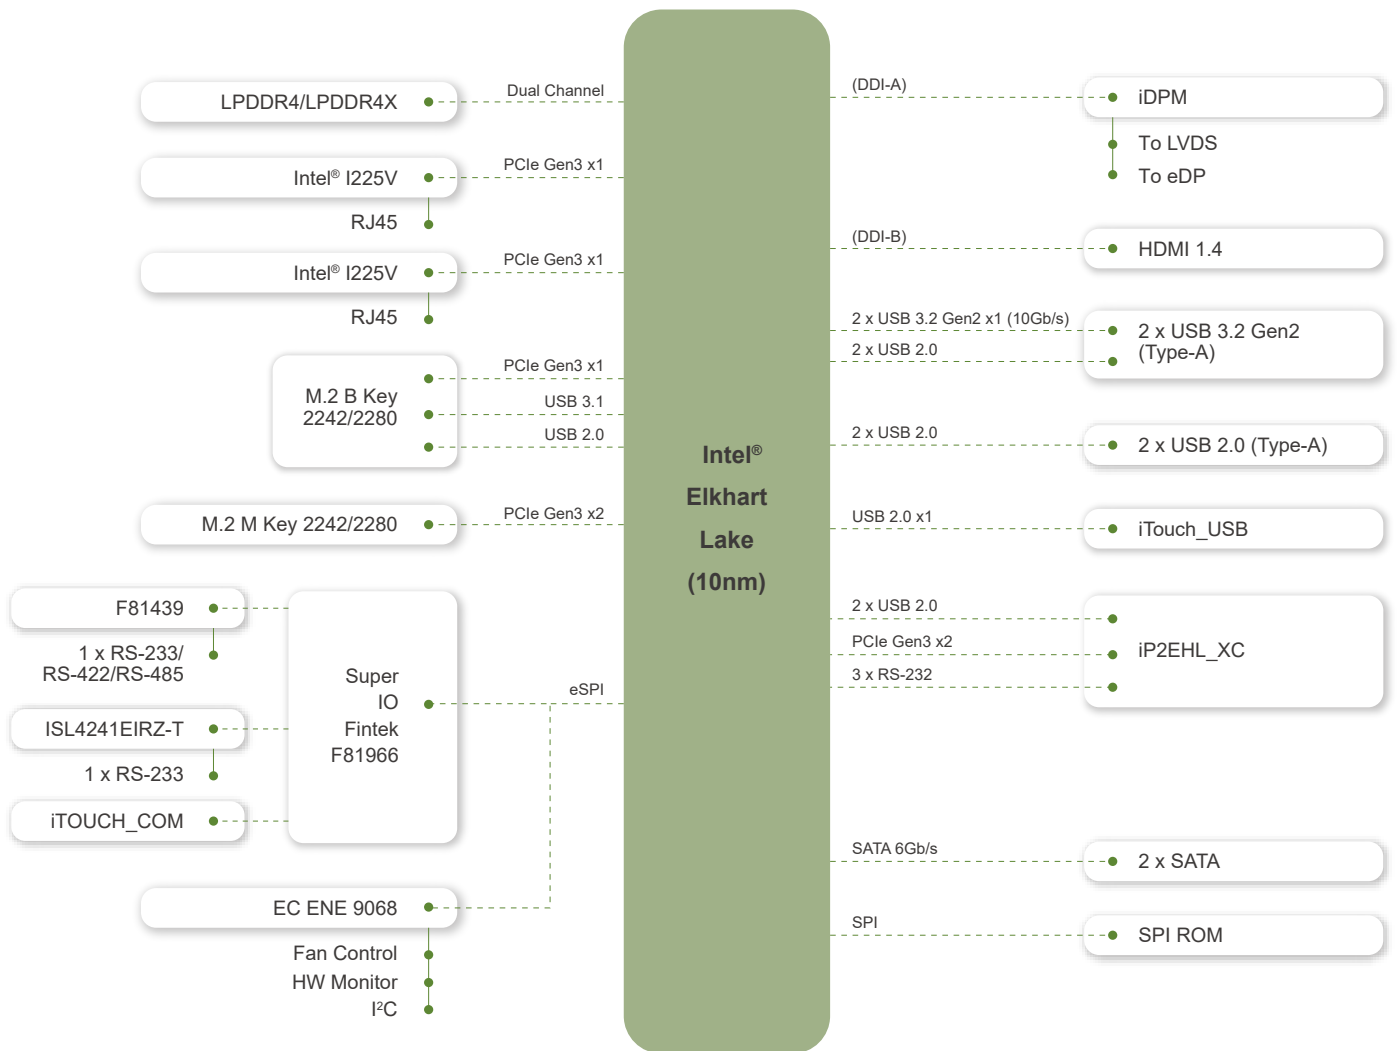 LPDDR4/LPDDR4X
Dual Channel
Intel® I225V
PCIe Gen3 x1
RJ45
Intel® I225V
PCIe Gen3 x1
RJ45
M.2 B Key
2242/2280
PCIe Gen3 x1
USB 3.1
USB 2.0
M.2 M Key 2242/2280
PCIe Gen3 x2
F81439
1 x RS-233/
RS-422/RS-485
ISL4241EIRZ-T
1 x RS-233
iTOUCH_COM
Super
IO
Fintek
F81966
eSPI
EC ENE 9068
Fan Control
HW Monitor
I²C
Intel®
Elkhart
Lake
(10nm)
(DDI-A)
iDPM
To LVDS
To eDP
(DDI-B)
HDMI 1.4
2 x USB 3.2 Gen2 x1 (10Gb/s)
2 x USB 2.0
2 x USB 3.2 Gen2
(Type-A)
2 x USB 2.0
2 x USB 2.0 (Type-A)
USB 2.0 x1
iTouch_USB
2 x USB 2.0
PCIe Gen3 x2
3 x RS-232
iP2EHL_XC
SATA 6Gb/s
2 x SATA
SPI
SPI ROM